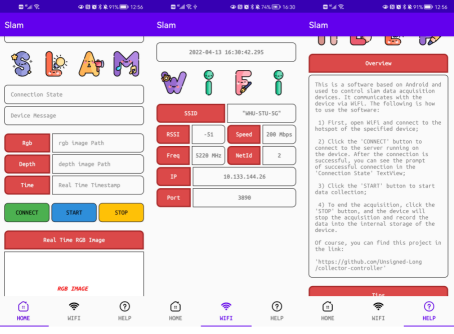 91% 12:56
Slam
S L A M
Connection State
Device Message
Rgb
rgb image Path
Depth
depth image Path
Time
Real Time Timestamp
CONNECT
START
STOP
Real Time RGB Image
RGB IMAGE
HOME
WIFI
HELP
74% 16:30
Slam
2022-04-13 16:30:42.295
W i F i
SSID
"WHU-STU-5G"
RSSI
-51
Speed
200 Mbps
Freq
5220 MHz
NetId
2
IP
10.133.144.26
Port
3890
HOME
WIFI
HELP
91% 12:56
Slam
Overview
This is a software based on Android and
used to control slam data acquisition
devices. It communicates with the
device via WiFi. The following is how
to use the software:
1) First, open WIFI and connect to the
hotspot of the specified device;
2) Click the 'CONNECT' button to
connect to the server running on
the device. After the connection is
successful, you can see the prompt
of successful connection in the
'Connection State' TextView;
3) Click the 'START' button to start
data collection;
4) To end the acquisition, click the
'STOP' button, and the device will
stop the acquisition and record the
data into the internal storage of the
device.
Of course, you can find this project in
the link:
'https://github.com/Unsigned-Long
/collector-controller'
HOME
WIFI
HELP